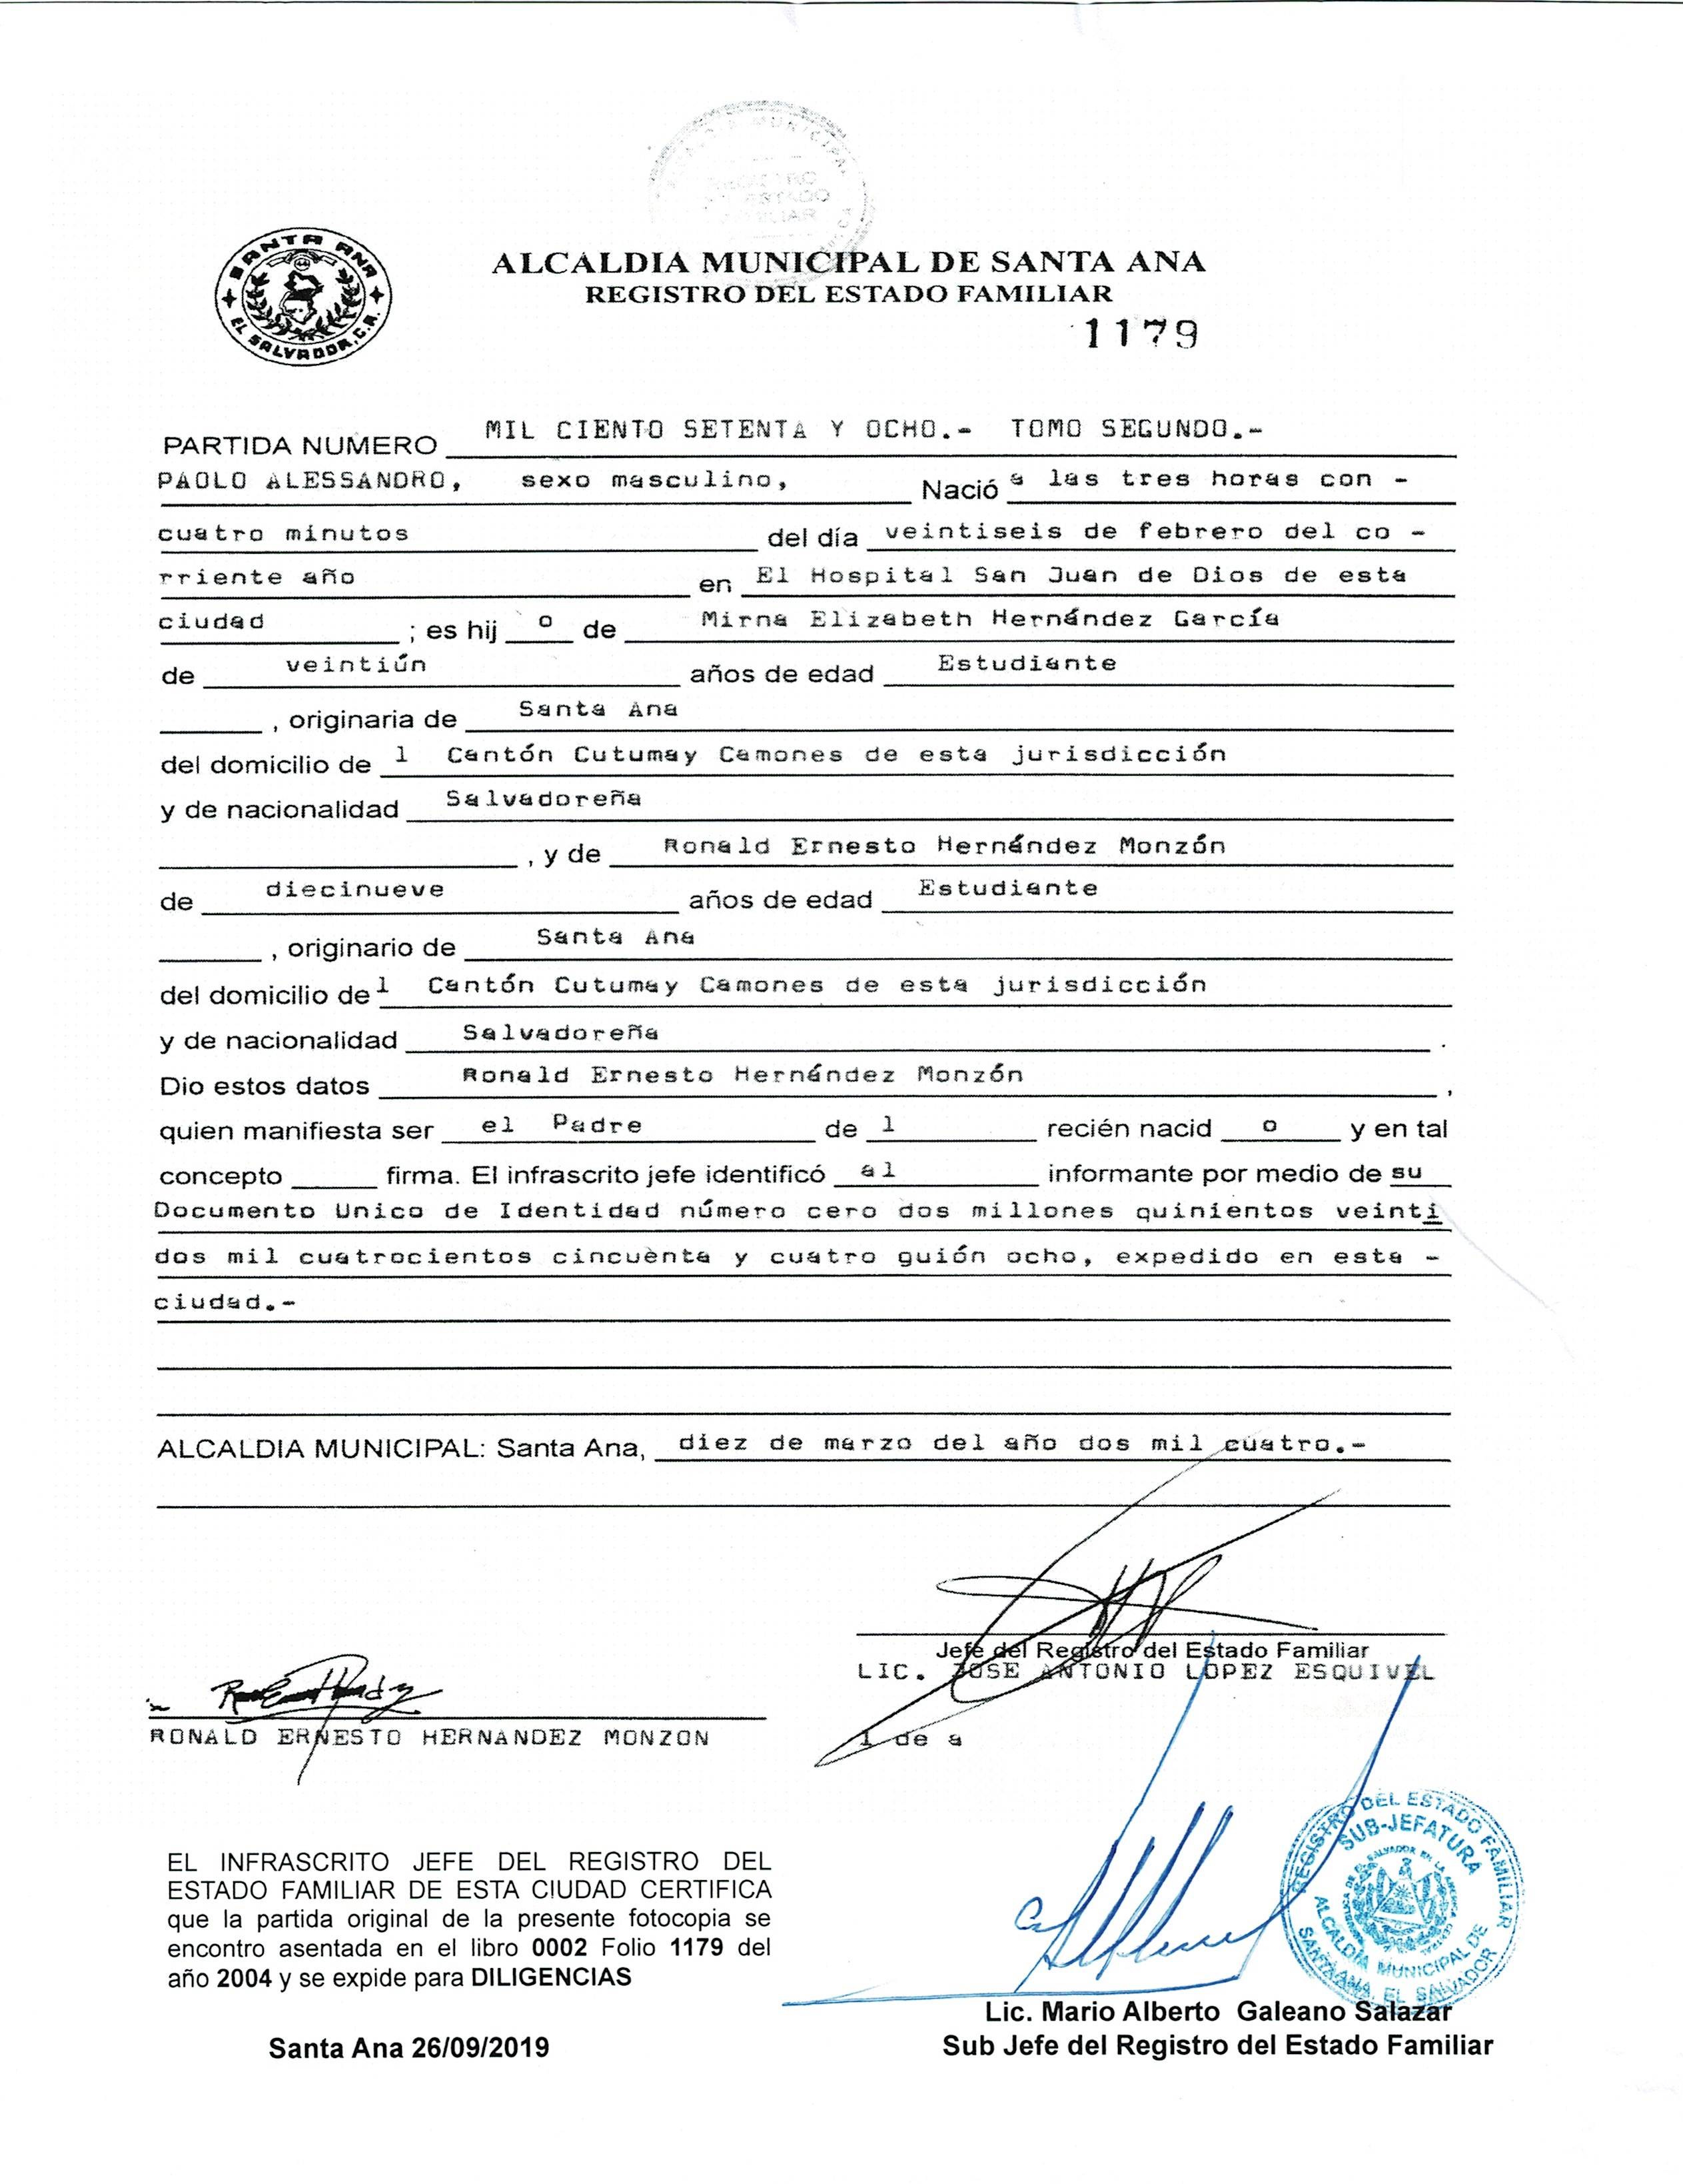 SANTA ANA
EL SALVADOR, C.A.
ALCALDIA MUNICIPAL DE SANTA ANA
REGISTRO DEL ESTADO FAMILIAR
1179
PARTIDA NUMERO MIL CIENTO SETENTA Y OCHO.- TOMO SEGUNDO.-
PAOLO ALESSANDRO, sexo masculino, Nació a las tres horas con -
cuatro minutos del día veintiseis de febrero del co -
rriente año en El Hospital San Juan de Dios de esta
ciudad ; es hij o de Mirna Elizabeth Hernández García
de veintiún años de edad Estudiante
, originaria de Santa Ana
del domicilio de l Cantón Cutumay Camones de esta jurisdicción
y de nacionalidad Salvadoreña
, y de Ronald Ernesto Hernández Monzón
de diecinueve años de edad Estudiante
, originario de Santa Ana
del domicilio de l Cantón Cutumay Camones de esta jurisdicción
y de nacionalidad Salvadoreña .
Dio estos datos Ronald Ernesto Hernández Monzón ,
quien manifiesta ser el Padre de l recién nacid o y en tal
concepto firma. El infrascrito jefe identificó al informante por medio de su
Documento Unico de Identidad número cero dos millones quinientos veinti
dos mil cuatrocientos cincuenta y cuatro guión ocho, expedido en esta -
ciudad.-
ALCALDIA MUNICIPAL: Santa Ana, diez de marzo del año dos mil cuatro.-
Jefe del Registro del Estado Familiar
LIC. JOSE ANTONIO LOPEZ ESQUIVEL
RONALD ERNESTO HERNANDEZ MONZON
l de a
EL INFRASCRITO JEFE DEL REGISTRO DEL
ESTADO FAMILIAR DE ESTA CIUDAD CERTIFICA
que la partida original de la presente fotocopia se
encontro asentada en el libro 0002 Folio 1179 del
año 2004 y se expide para DILIGENCIAS
Santa Ana 26/09/2019
REGISTRO DEL ESTADO FAMILIAR
SUB-JEFATURA
ALCALDIA MUNICIPAL DE
SANTA ANA, EL SALVADOR
Lic. Mario Alberto Galeano Salazar
Sub Jefe del Registro del Estado Familiar